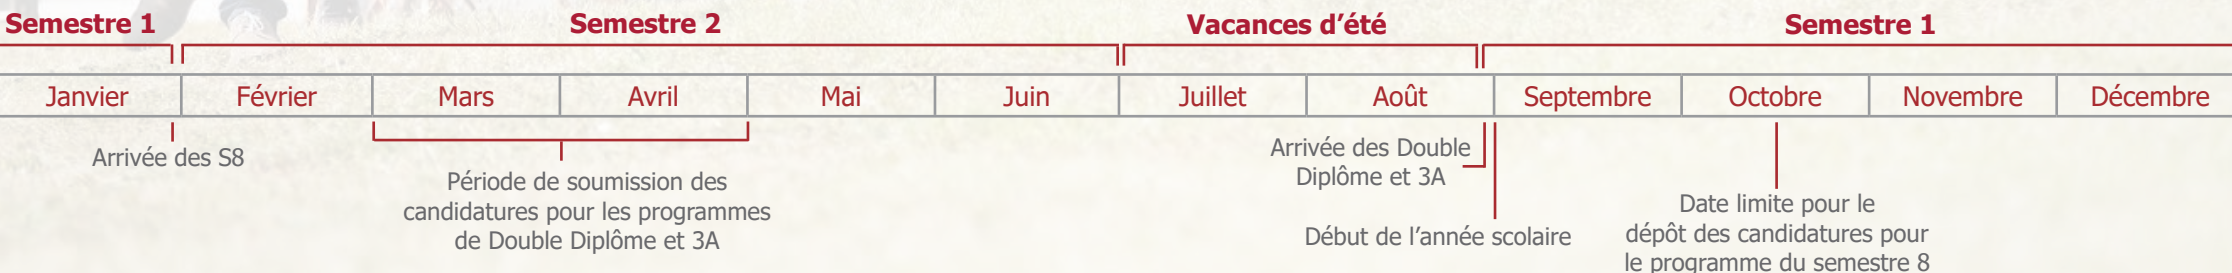 Semestre 1
Semestre 2
Vacances d’été
Semestre 1
Janvier
Février
Mars
Avril
Mai
Juin
Juillet
Août
Septembre
Octobre
Novembre
Décembre
Arrivée des S8
Période de soumission des
candidatures pour les programmes
de Double Diplôme et 3A
Arrivée des Double
Diplôme et 3A
Début de l’année scolaire
Date limite pour le
dépôt des candidatures pour
le programme du semestre 8